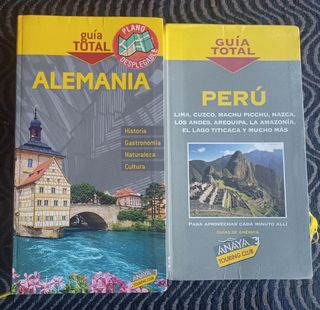 guía
TOTAL
PLANO
DESPLEGABLE
ALEMANIA
Historia
Gastronomía
Naturaleza
Cultura
ANAYA
TOURING CLUB
GUÍA
TOTAL
PERÚ
LIMA, CUZCO, MACHU PICCHU, NAZCA,
LOS ANDES, AREQUIPA, LA AMAZONÍA,
EL LAGO TITICACA Y MUCHO MÁS
PARA APROVECHAR CADA MINUTO ALLÍ
GUÍAS DE AMÉRICA
ANAYA
TOURING CLUB